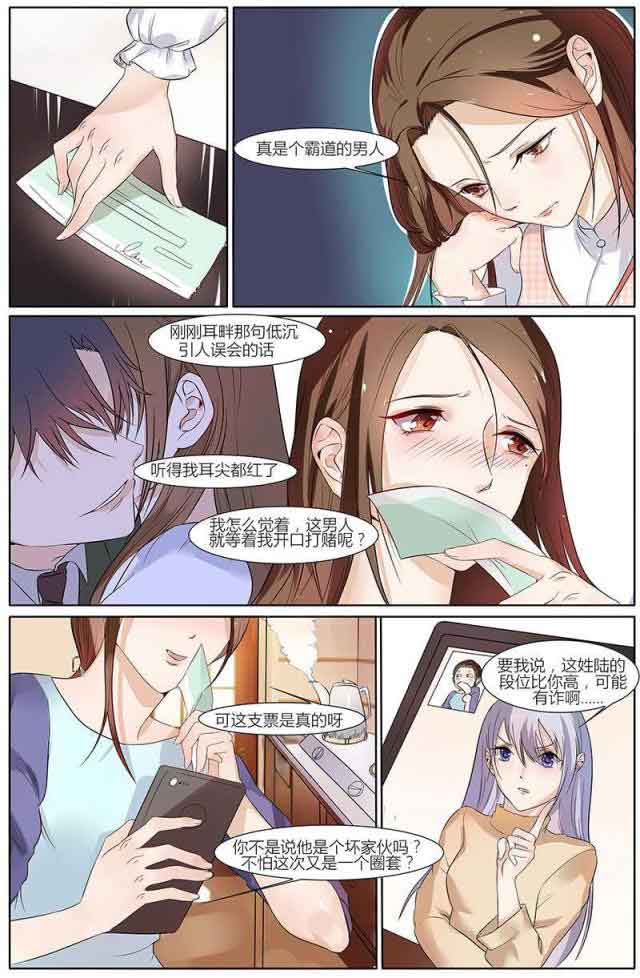 真是个霸道的男人
刚刚耳畔那句低沉
引人误会的话
听得我耳尖都红了
我怎么觉着，这男人
就等着我开口打赌呢？
可这支票是真的呀
要我说，这姓陆的
段位比你高，可能
有诈啊……
你不是说他是个坏家伙吗？
不怕这次又是一个圈套？